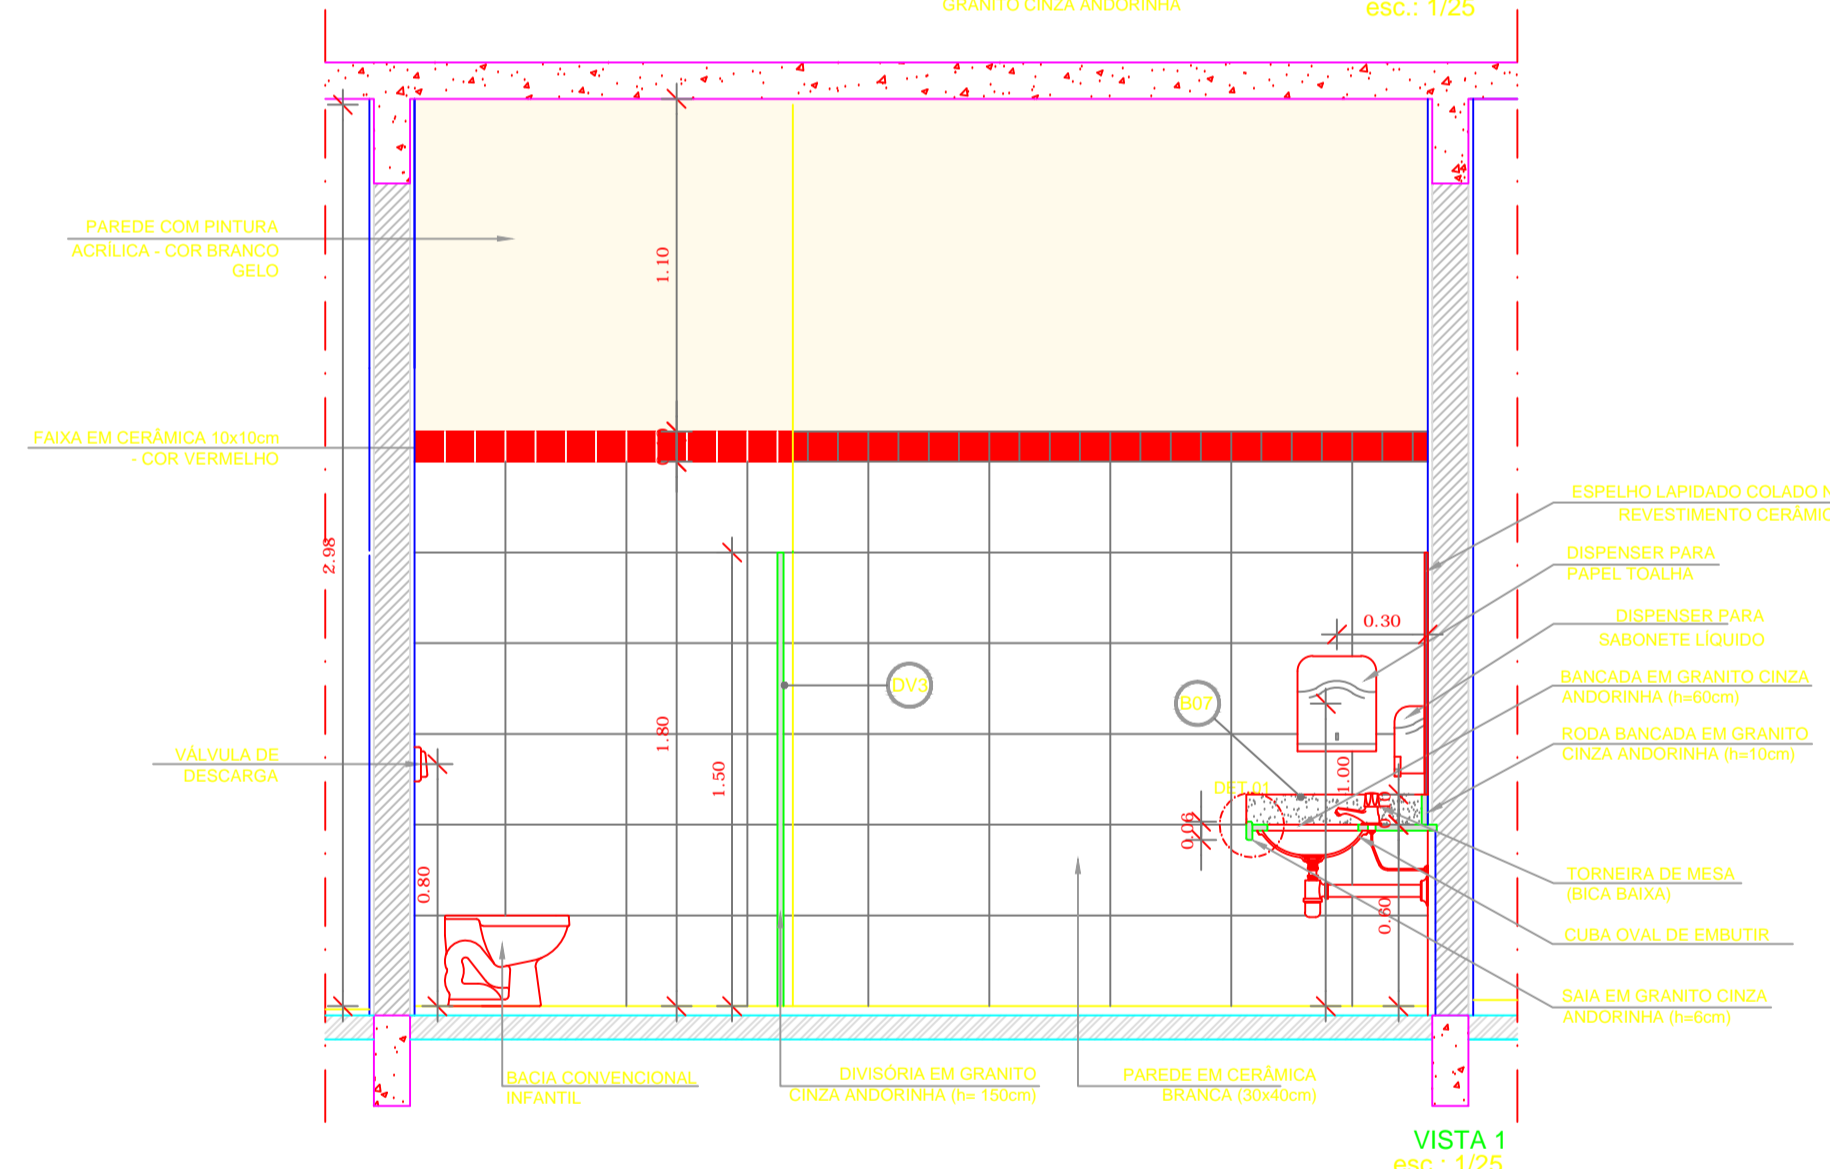 GRANITO CINZA ANDORINHA
esc.: 1/25
PAREDE COM PINTURA
ACRÍLICA - COR BRANCO
GELO
1.10
FAIXA EM CERÂMICA 10x10cm
- COR VERMELHO
2.98
ESPELHO LAPIDADO COLADO
REVESTIMENTO
DISPENSER PARA
PAPEL TOALHA
0.30
DISPENSER PARA
SABONETE LÍQUIDO
BANCADA EM GRANITO CINZA
ANDORINHA (h=60cm)
DV3
B07
RODA BANCADA EM GRANITO
CINZA ANDORINHA (h=10cm)
1.80
1.50
VÁLVULA DE
DESCARGA
1.00
DET.01
0.10
0.06
0.80
TORNEIRA DE MESA
(BICA BAIXA)
0.60
CUBA OVAL DE EMBUTIR
SAIA EM GRANITO CINZA
ANDORINHA (h=6cm)
BACIA CONVENCIONAL
INFANTIL
DIVISÓRIA EM GRANITO
CINZA ANDORINHA (h= 150cm)
PAREDE EM CERÂMICA
BRANCA (30x40cm)
VISTA 1
esc.: 1/25